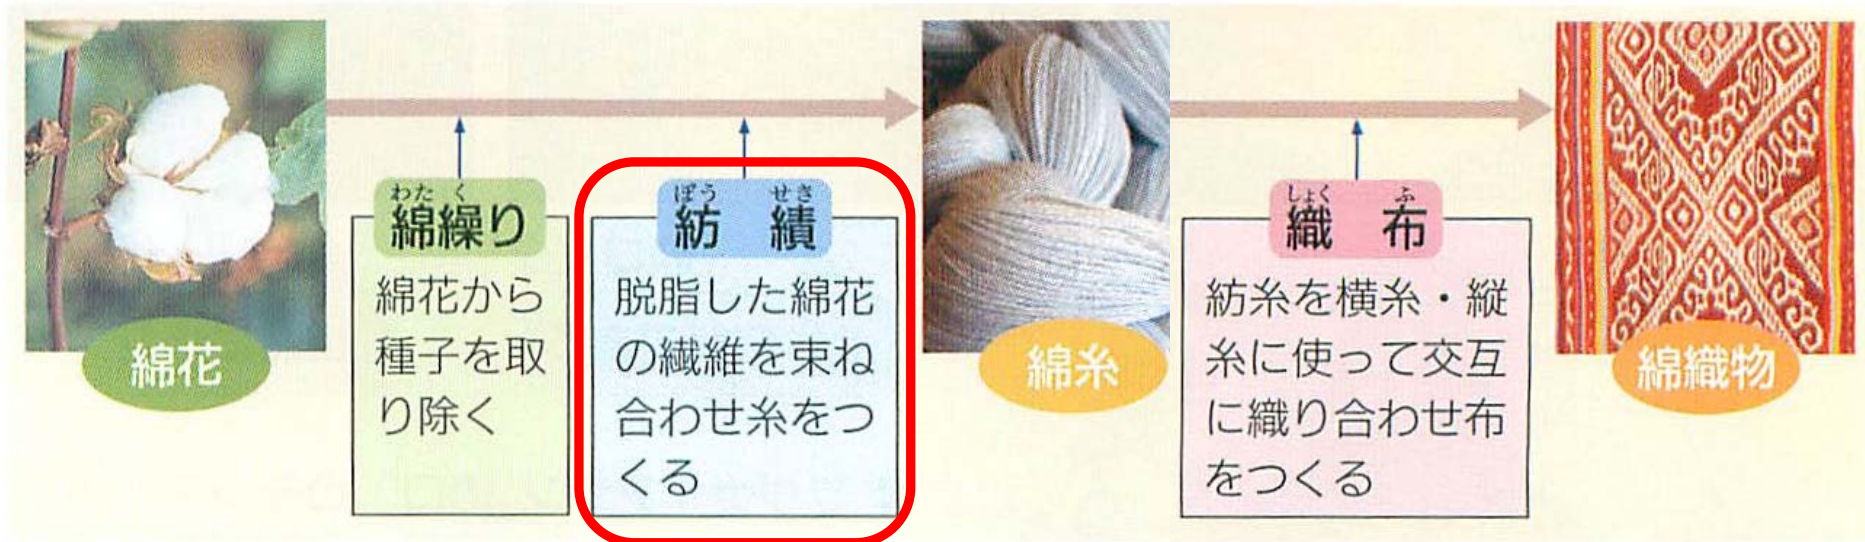 綿花
わたく
綿繰り
綿花から
種子を取
り除く
ぼうせき
紡績
脱脂した綿花
の繊維を束ね
合わせ糸をつ
くる
綿糸
しょくふ
織布
紡糸を横糸・縦
糸に使って交互
に織り合わせ布
をつくる
綿織物